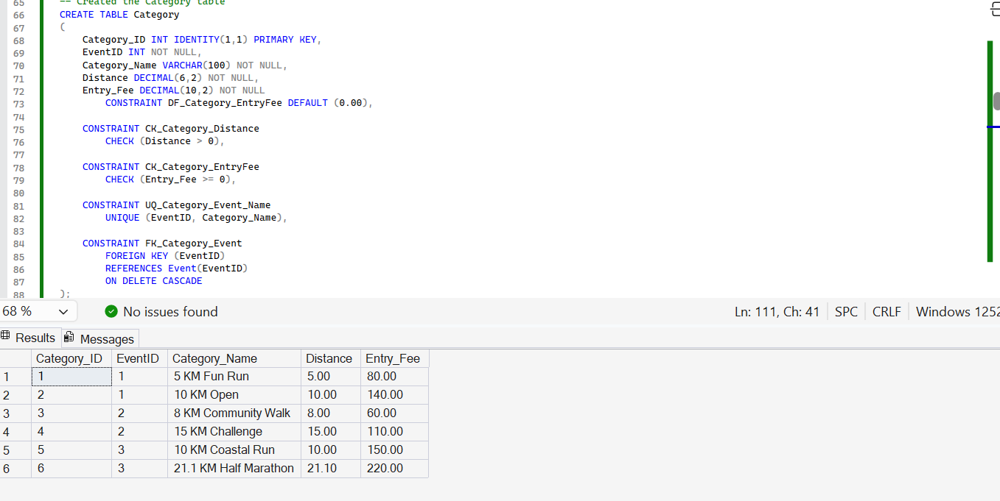 65 -- Created the Category table
66 CREATE TABLE Category
67 (
68 Category_ID INT IDENTITY(1,1) PRIMARY KEY,
69 EventID INT NOT NULL,
70 Category_Name VARCHAR(100) NOT NULL,
71 Distance DECIMAL(6,2) NOT NULL,
72 Entry_Fee DECIMAL(10,2) NOT NULL
73 CONSTRAINT DF_Category_EntryFee DEFAULT (0.00),
74
75 CONSTRAINT CK_Category_Distance
76 CHECK (Distance > 0),
77
78 CONSTRAINT CK_Category_EntryFee
79 CHECK (Entry_Fee >= 0),
80
81 CONSTRAINT UQ_Category_Event_Name
82 UNIQUE (EventID, Category_Name),
83
84 CONSTRAINT FK_Category_Event
85 FOREIGN KEY (EventID)
86 REFERENCES Event(EventID)
87 ON DELETE CASCADE
88 );
68 % No issues found Ln: 111, Ch: 41 SPC CRLF Windows 1252
Results Messages
Category_ID EventID Category_Name Distance Entry_Fee
1 1 1 5 KM Fun Run 5.00 80.00
2 2 1 10 KM Open 10.00 140.00
3 3 2 8 KM Community Walk 8.00 60.00
4 4 2 15 KM Challenge 15.00 110.00
5 5 3 10 KM Coastal Run 10.00 150.00
6 6 3 21.1 KM Half Marathon 21.10 220.00